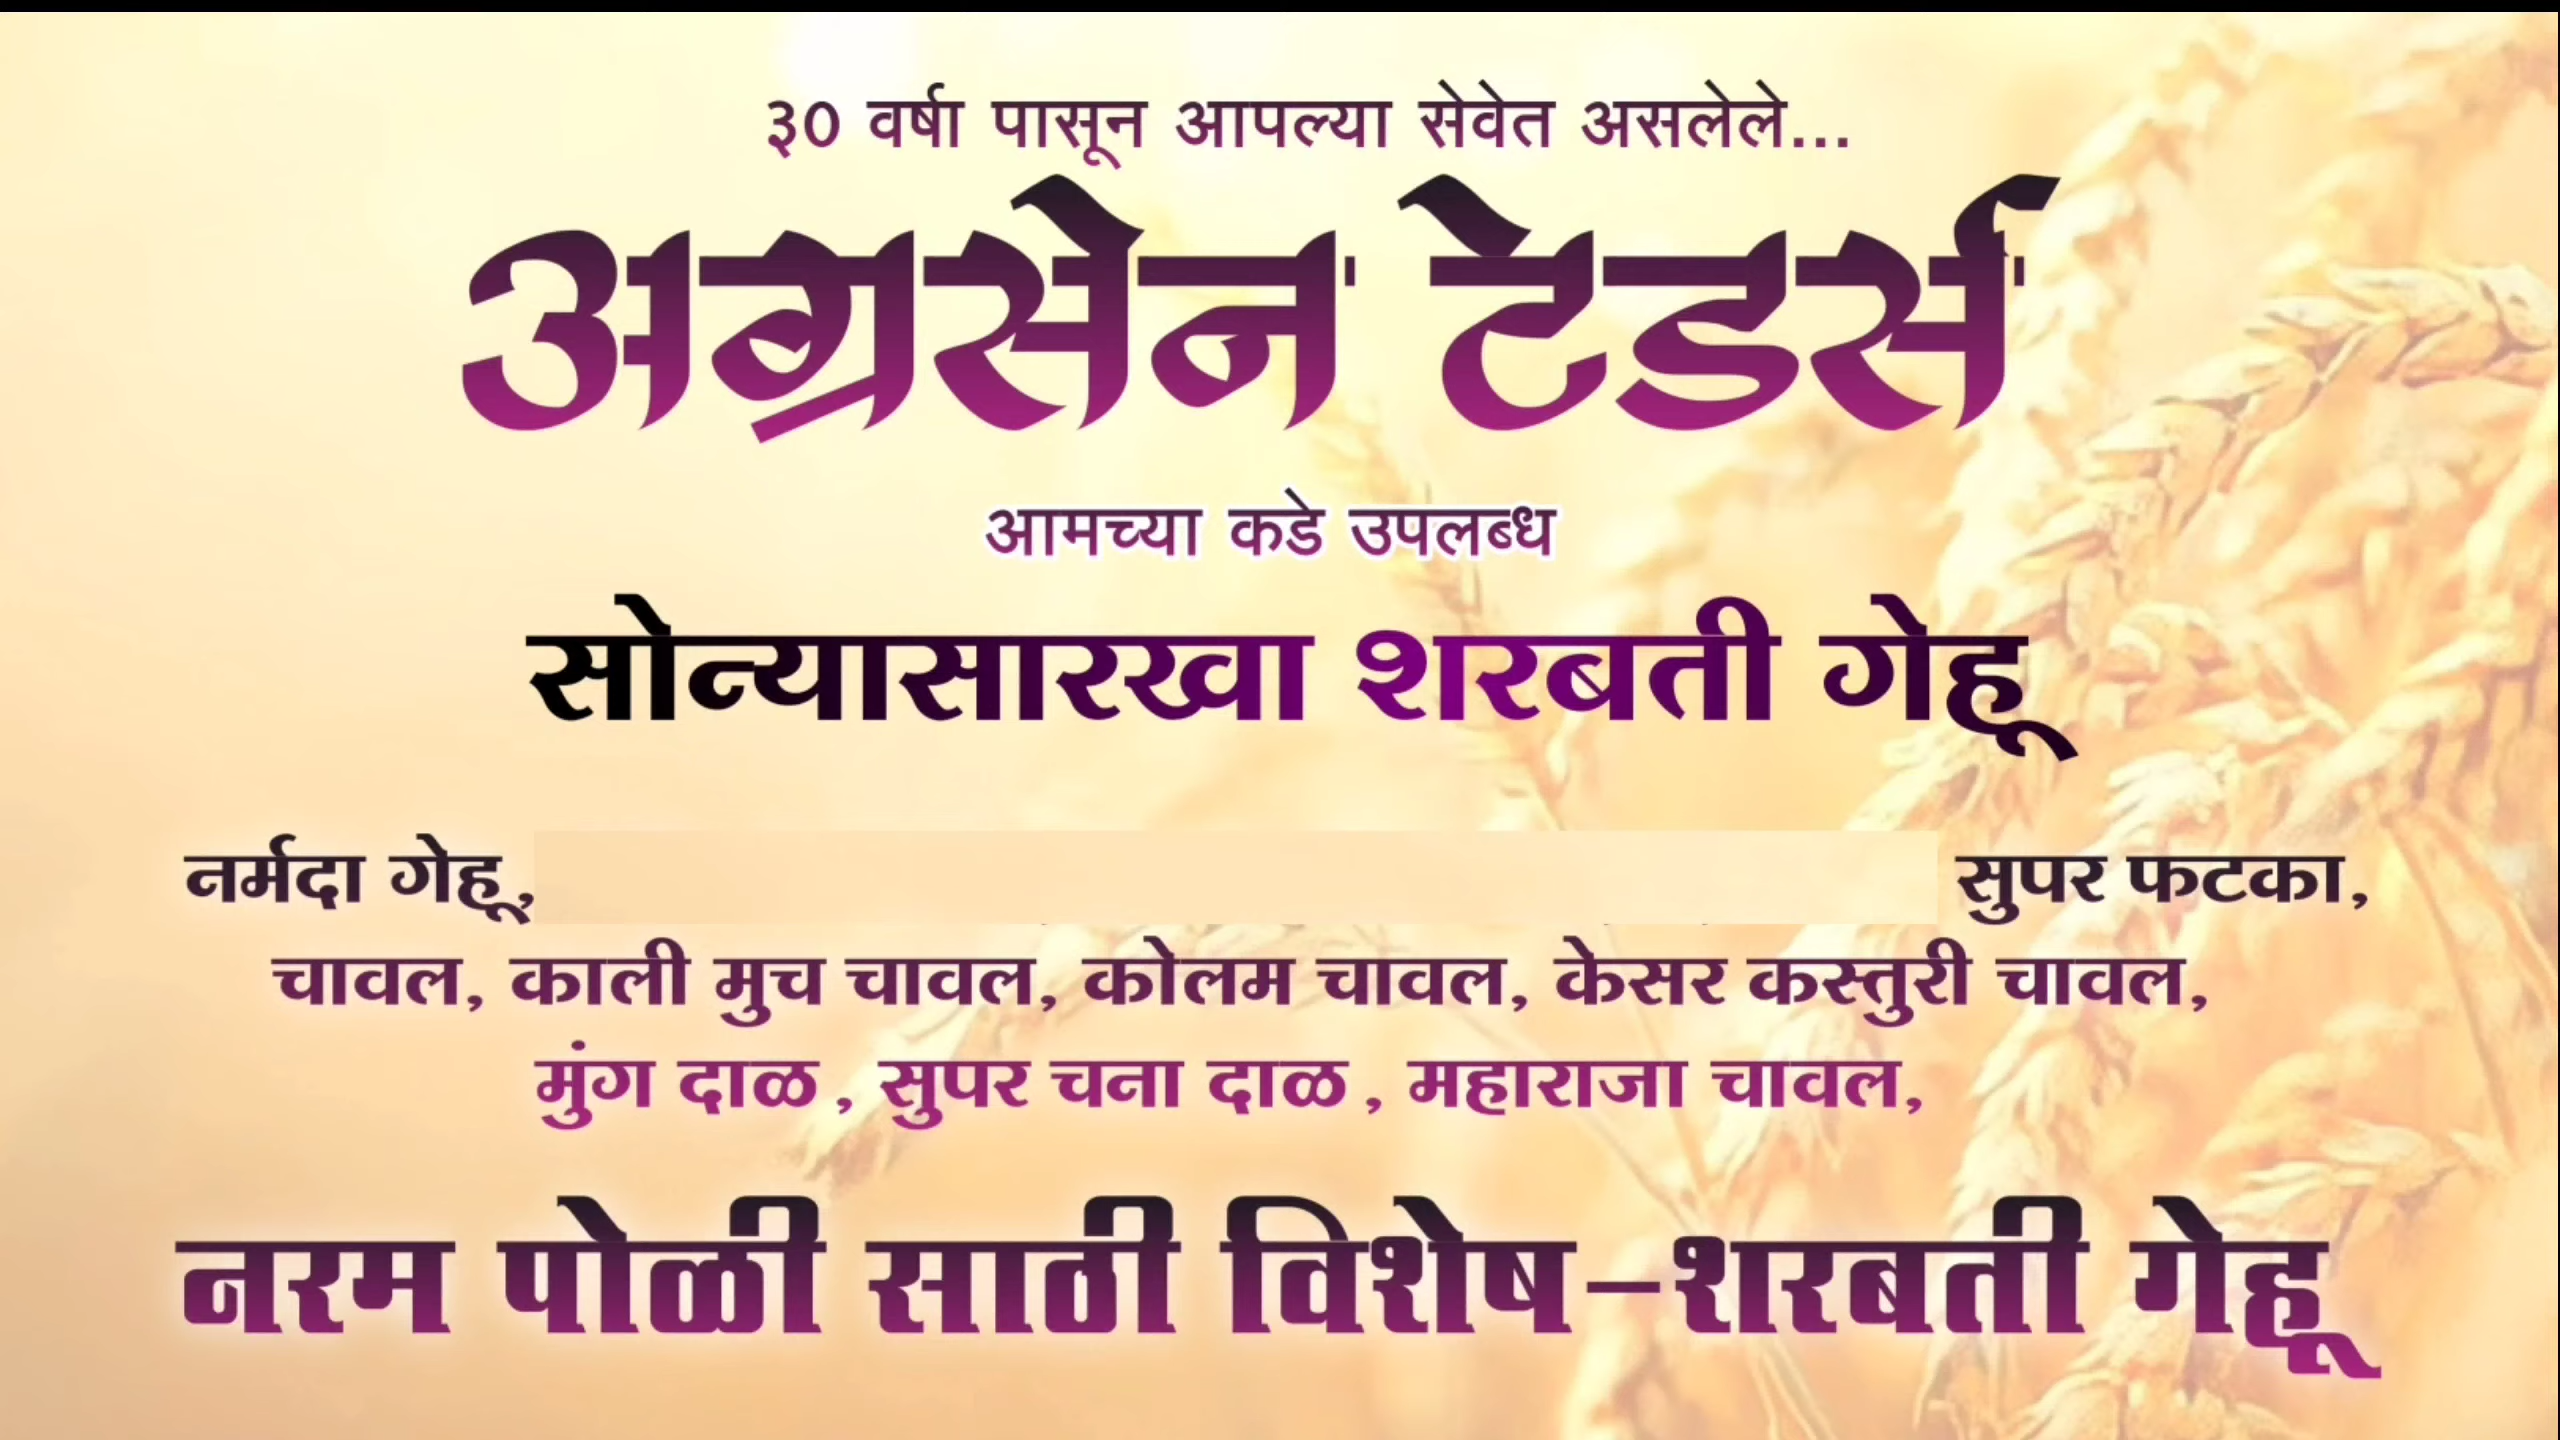 ३० वर्षा पासून आपल्या सेवेत असलेले...
अग्रसेन टेडर्स
आमच्या कडे उपलब्ध
सोन्यासारखा शरबती गेहू
नर्मदा गेहू, सुपर फटका,
चावल, काली मुच चावल, कोलम चावल, केसर कस्तुरी चावल,
मुंग दाळ, सुपर चना दाळ, महाराजा चावल,
नरम पोळी साठी विशेष-शरबती गेहू